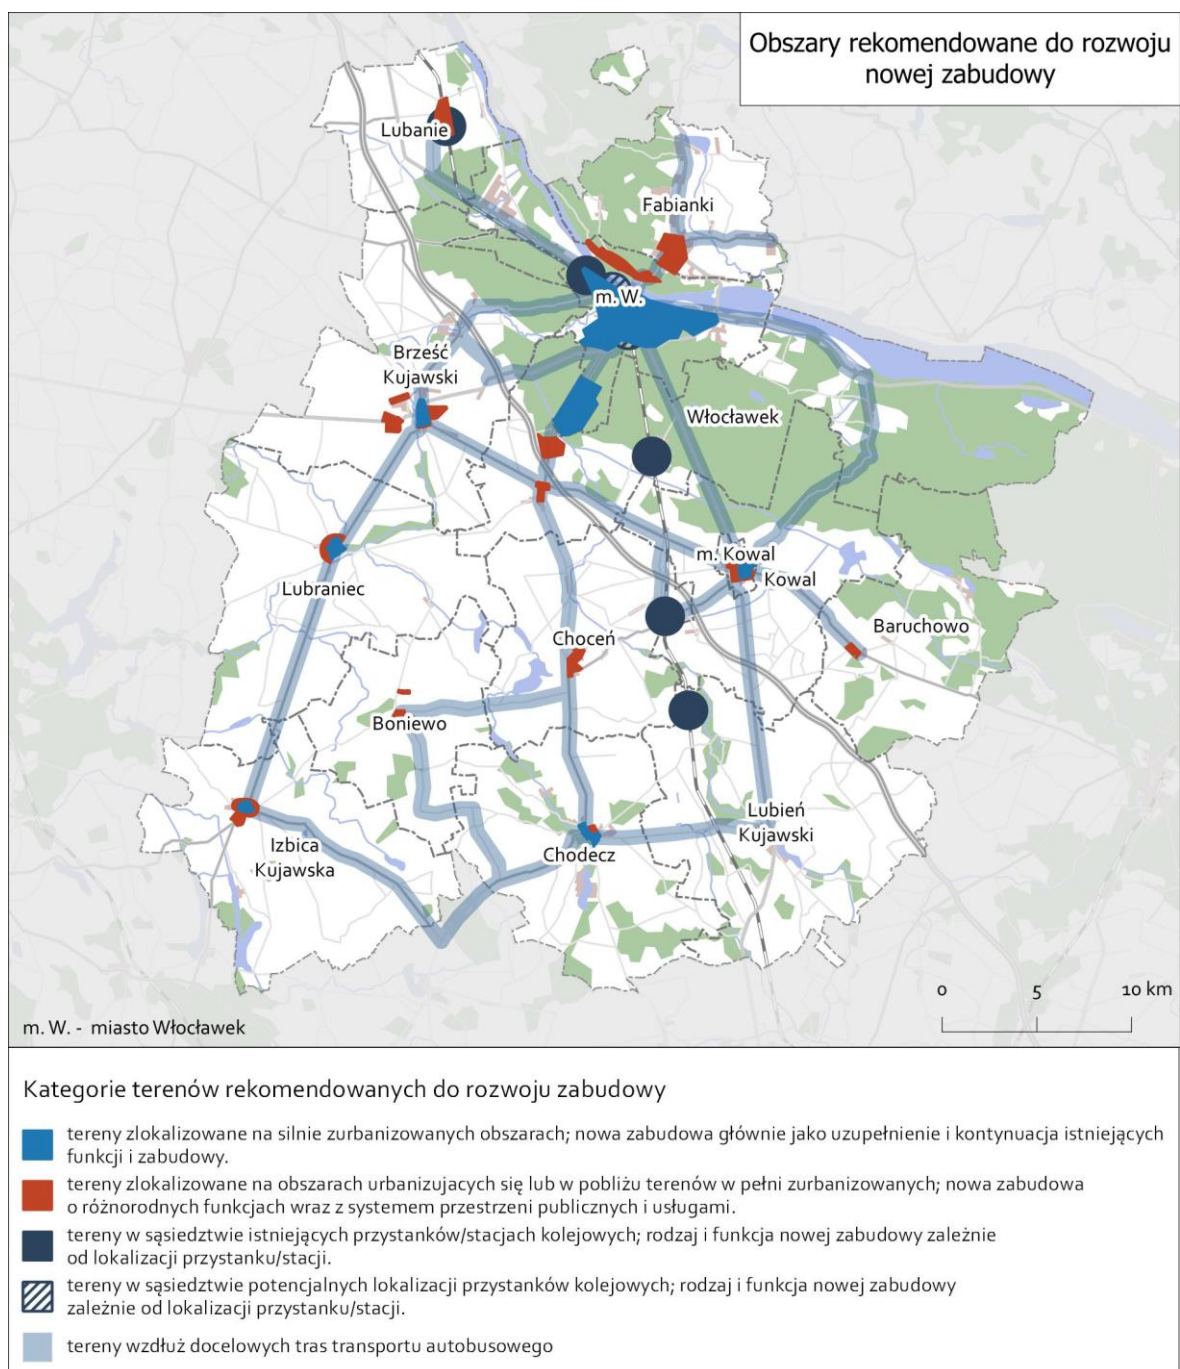 Obszary rekomendowane do rozwoju
nowej zabudowy
Lubanie
Fabianki
m. W.
Brześć
Kujawski
Włocławek
m. Kowal
Kowal
Lubraniec
Choceń
Baruchowo
Boniewo
Lubień
Kujawski
Izbica
Kujawska
Chodecz
0 5 10 km
m. W. - miasto Włocławek
Kategorie terenów rekomendowanych do rozwoju zabudowy
tereny zlokalizowane na silnie zurbanizowanych obszarach; nowa zabudowa głównie jako uzupełnienie i kontynuacja istniejących
funkcji i zabudowy.
tereny zlokalizowane na obszarach urbanizujacych się lub w pobliżu terenów w pełni zurbanizowanych; nowa zabudowa
o różnorodnych funkcjach wraz z systemem przestrzeni publicznych i usługami.
tereny w sąsiedztwie istniejących przystanków/stacjach kolejowych; rodzaj i funkcja nowej zabudowy zależnie
od lokalizacji przystanku/stacji.
tereny w sąsiedztwie potencjalnych lokalizacji przystanków kolejowych; rodzaj i funkcja nowej zabudowy
zależnie od lokalizacji przystanku/stacji.
tereny wzdłuż docelowych tras transportu autobusowego